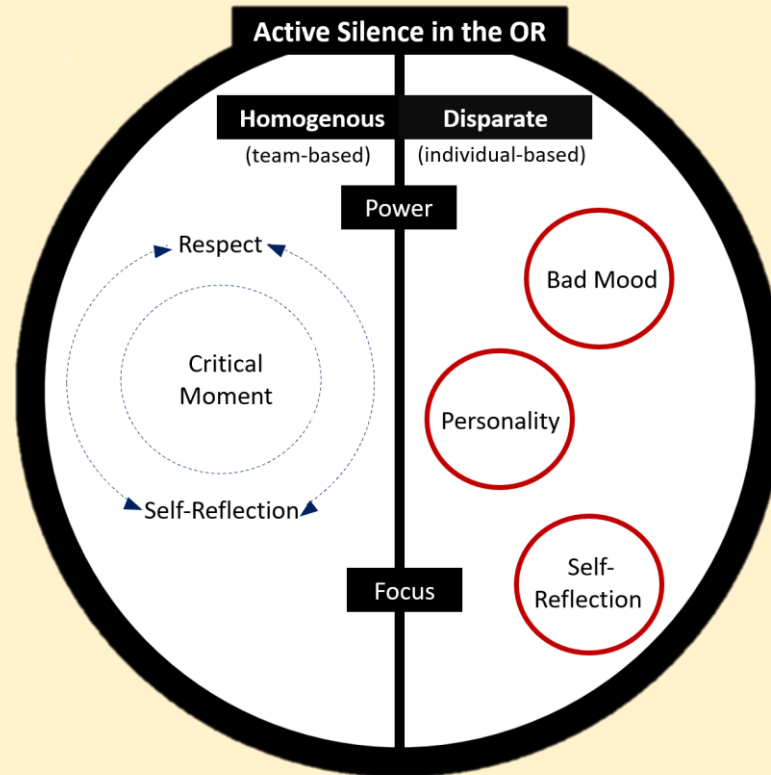 Active Silence in the OR
Homogenous
(team-based)
Disparate
(individual-based)
Power
Respect
Critical
Moment
Self-Reflection
Bad Mood
Personality
Self-
Reflection
Focus